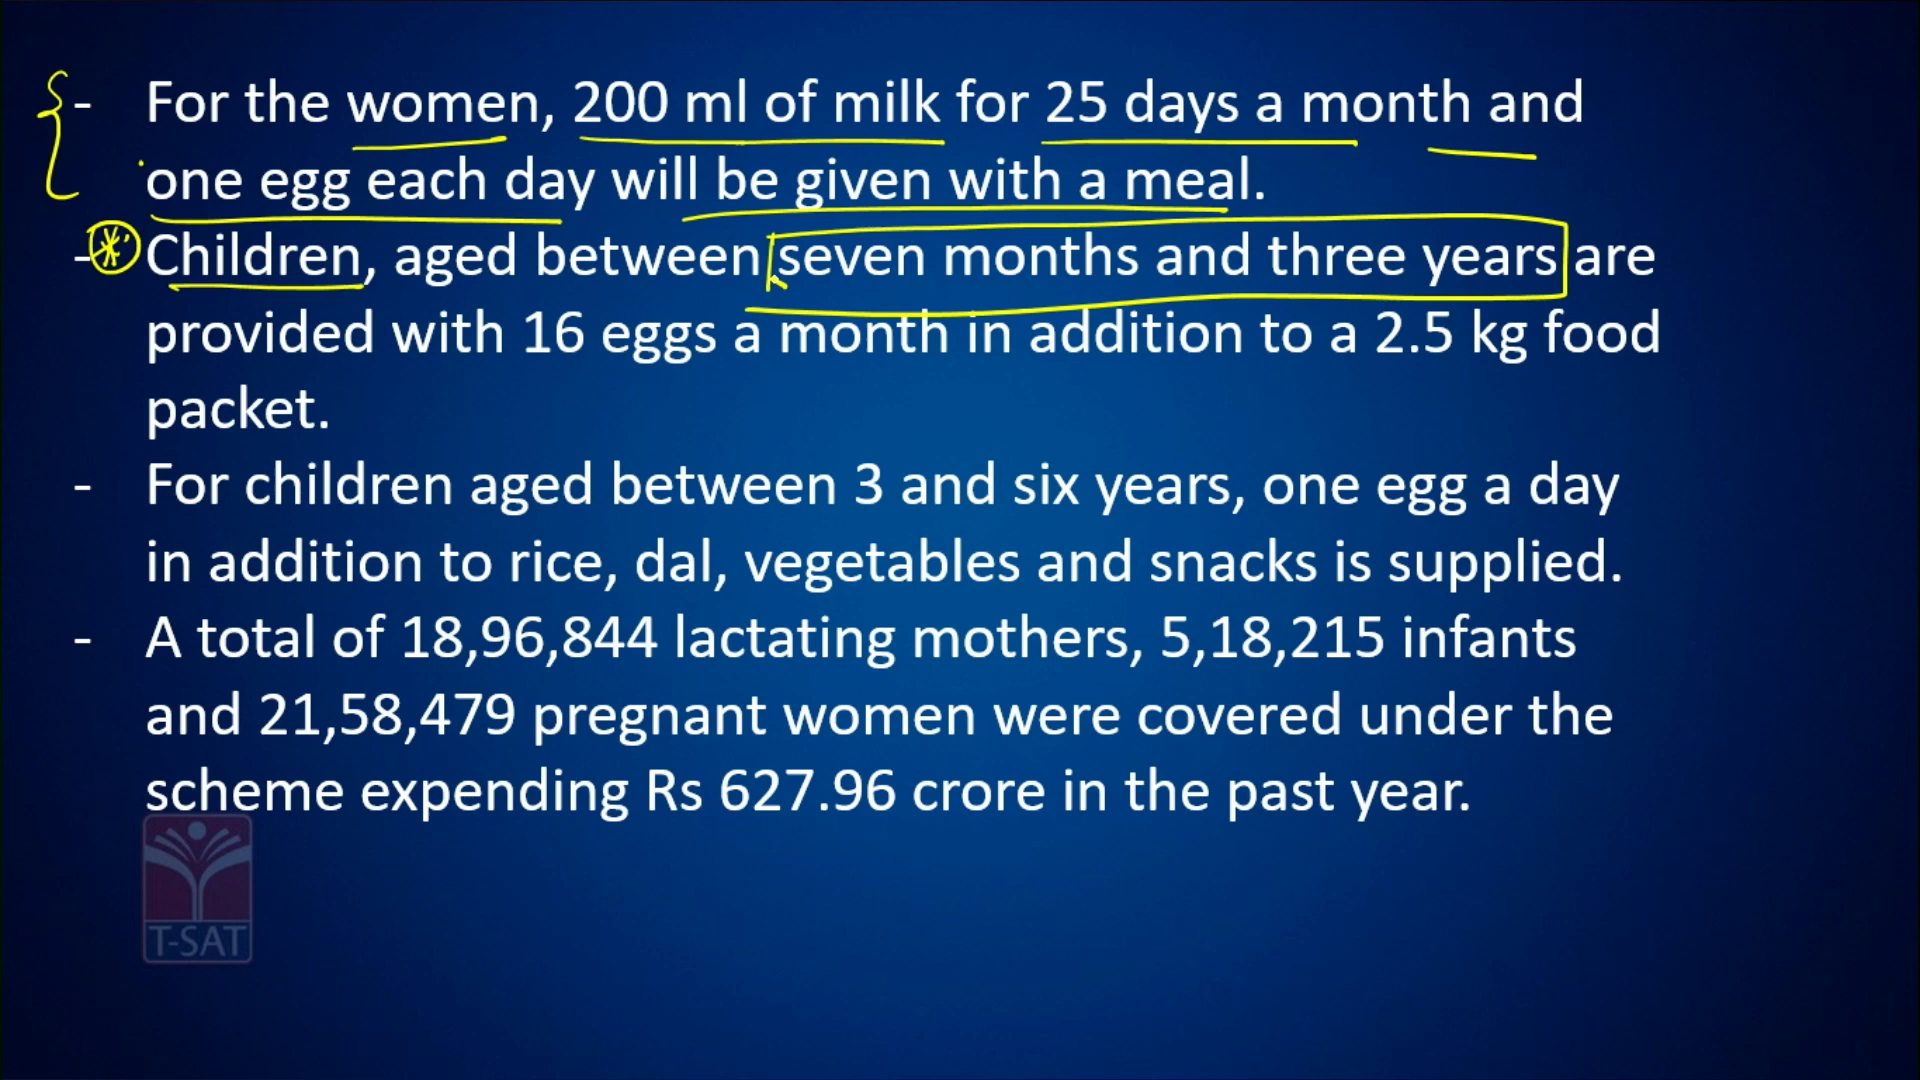 - For the women, 200 ml of milk for 25 days a month and
one egg each day will be given with a meal.
- Children, aged between seven months and three years are
provided with 16 eggs a month in addition to a 2.5 kg food
packet.
- For children aged between 3 and six years, one egg a day
in addition to rice, dal, vegetables and snacks is supplied.
- A total of 18,96,844 lactating mothers, 5,18,215 infants
and 21,58,479 pregnant women were covered under the
scheme expending Rs 627.96 crore in the past year.
T-SAT